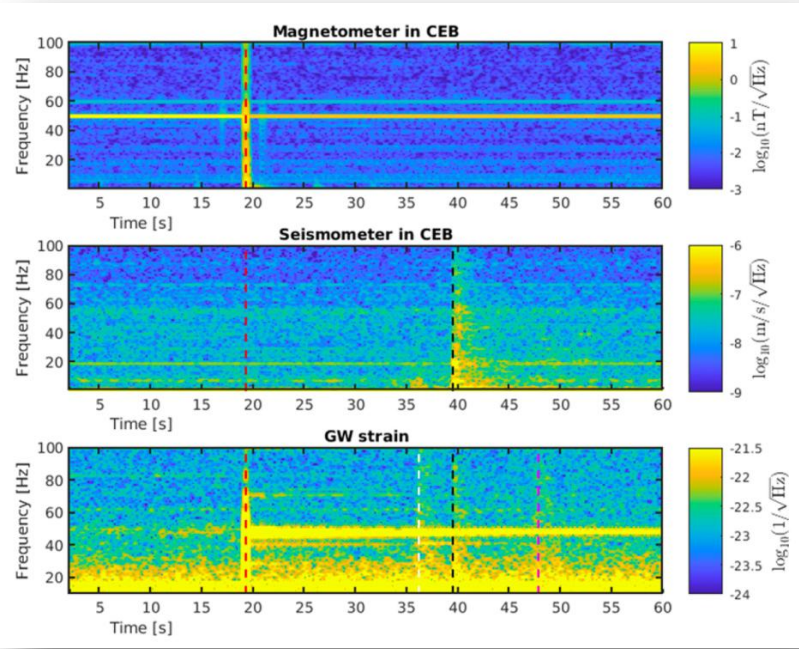 Magnetometer in CEB
100
80
60
40
20
Frequency [Hz]
5 10 15 20 25 30 35 40 45 50 55 60
Time [s]
1
0
-1
-2
-3
log₁₀(nT/√Hz)
Seismometer in CEB
100
80
60
40
20
Frequency [Hz]
5 10 15 20 25 30 35 40 45 50 55 60
Time [s]
-6
-7
-8
-9
log₁₀(m/s/√Hz)
GW strain
100
80
60
40
20
Frequency [Hz]
5 10 15 20 25 30 35 40 45 50 55 60
Time [s]
-21.5
-22
-22.5
-23
-23.5
-24
log₁₀(1/√Hz)